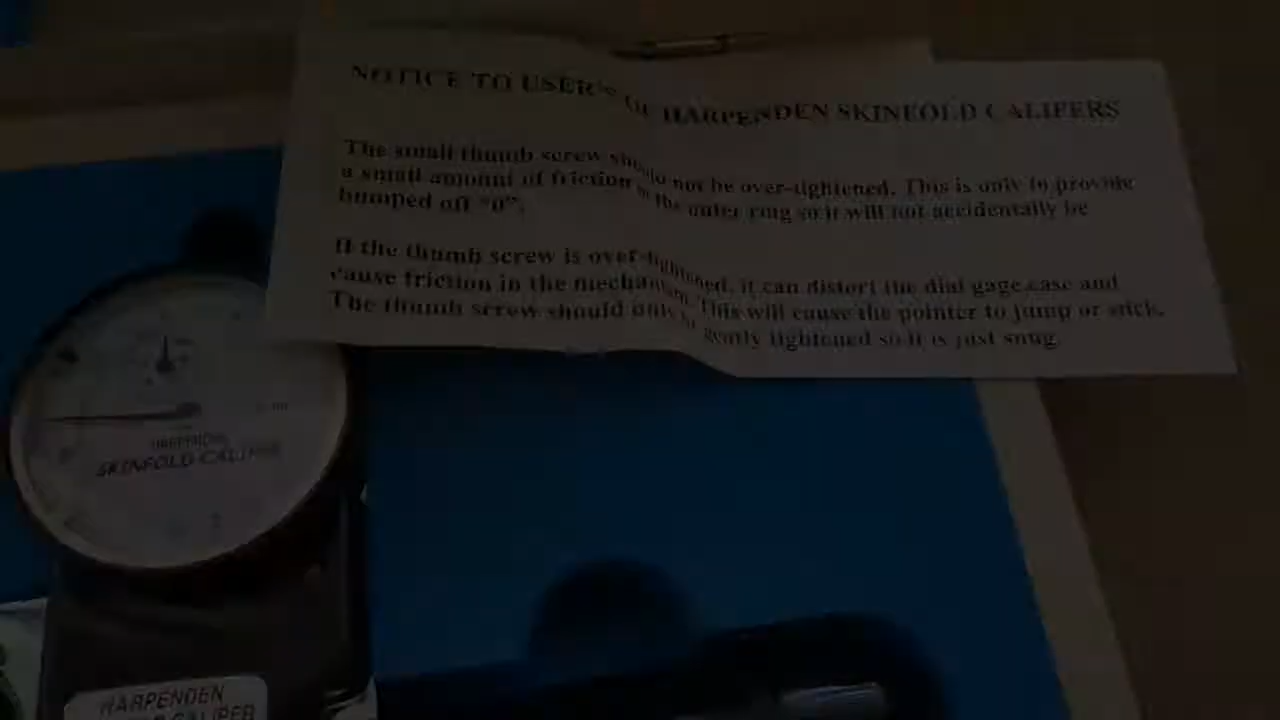 NOTICE TO USER'S OF HARPENDEN SKINFOLD CALIPERS
The small thumb screw should not be over-tightened. This is only to provide
a small amount of friction to the outer ring so it will not accidentally be
bumped off "0".
If the thumb screw is over-tightened, it can distort the dial gage case and
cause friction in the mechanism. This will cause the pointer to jump or stick.
The thumb screw should only be gently tightened so it is just snug.
HARPENDEN
SKINFOLD CALIPER
HARPENDEN
CALIPER